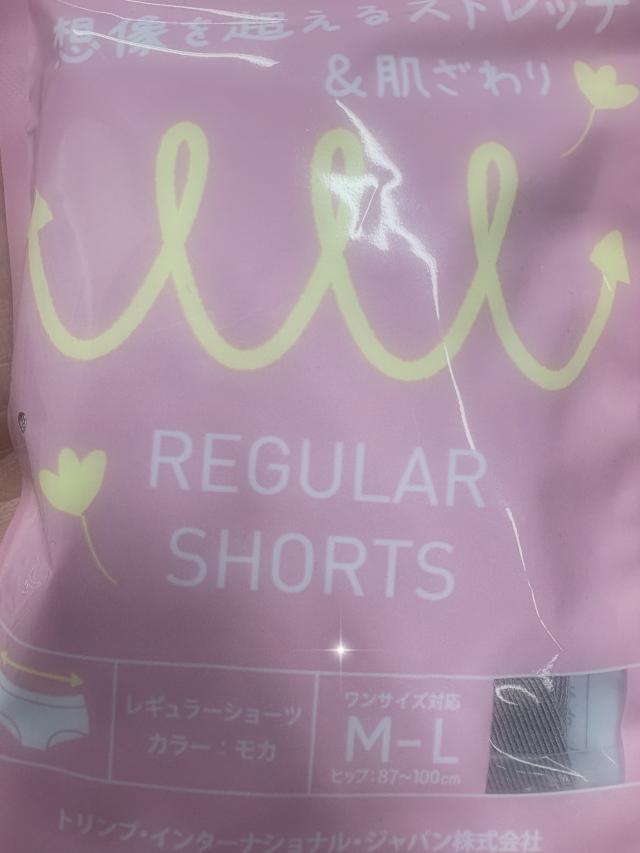 想像を超えるストレッチ
&肌ざわり
REGULAR
SHORTS
レギュラーショーツ
カラー：モカ
ワンサイズ対応
M-L
ヒップ：87～100cm
トリンプ・インターナショナル・ジャパン株式会社